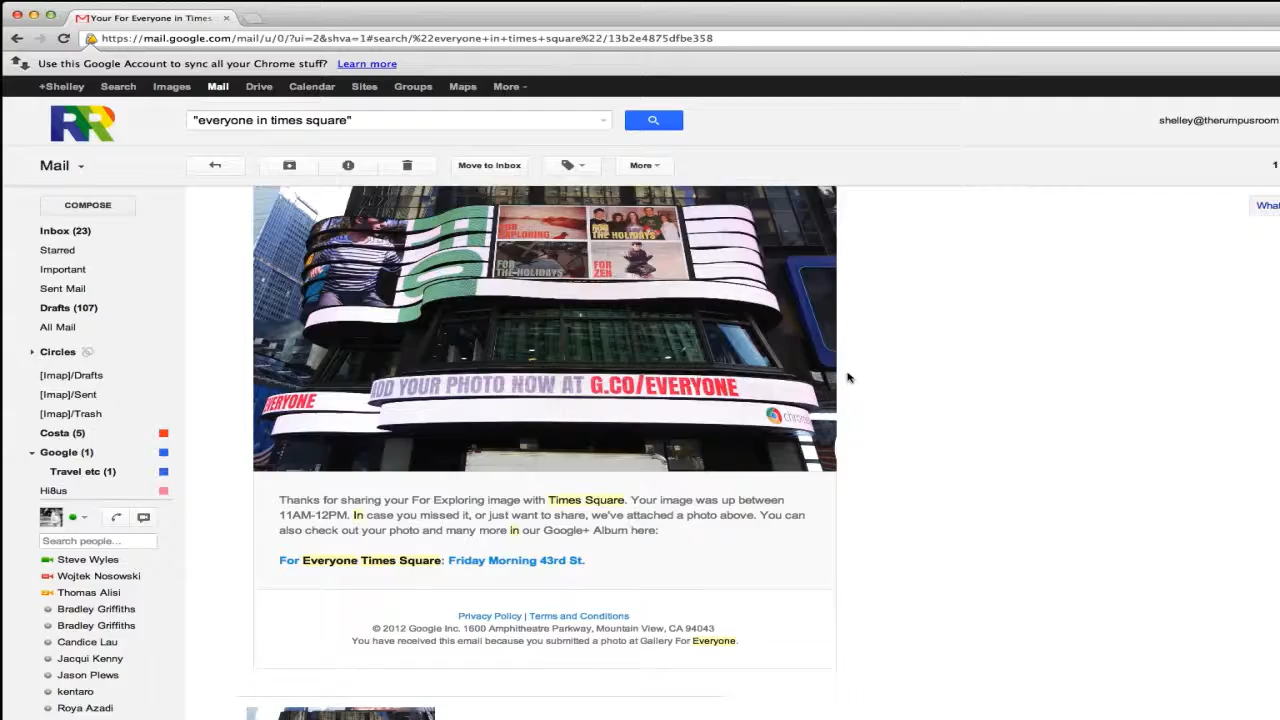 Your For Everyone in Times
https://mail.google.com/mail/u/0/?ui=2&shva=1#search/%22everyone+in+times+square%22/13b2e4875dfbe358
Use this Google Account to sync all your Chrome stuff? Learn more
+Shelley Search Images Mail Drive Calendar Sites Groups Maps More
RR
"everyone in times square"
shelley@therumpusroom
Mail
Move to Inbox
More
1
COMPOSE
What
Inbox (23)
Starred
Important
Sent Mail
Drafts (107)
All Mail
Circles
[Imap]/Drafts
[Imap]/Sent
[Imap]/Trash
Costa (5)
Google (1)
Travel etc (1)
Hi8us
Search people...
Steve Wyles
Wojtek Nosowski
Thomas Alisi
Bradley Griffiths
Bradley Griffiths
Candice Lau
Jacqui Kenny
Jason Plews
kentaro
Roya Azadi
FOR EXPLORING
FOR THE HOLIDAYS
FOR THE HOLIDAYS
FOR ZEN
ADD YOUR PHOTO NOW AT G.CO/EVERYONE
EVERYONE
chrome
Thanks for sharing your For Exploring image with Times Square. Your image was up between
11AM-12PM. In case you missed it, or just want to share, we've attached a photo above. You can
also check out your photo and many more in our Google+ Album here:
For Everyone Times Square: Friday Morning 43rd St.
Privacy Policy | Terms and Conditions
© 2012 Google Inc. 1600 Amphitheatre Parkway, Mountain View, CA 94043
You have received this email because you submitted a photo at Gallery For Everyone.